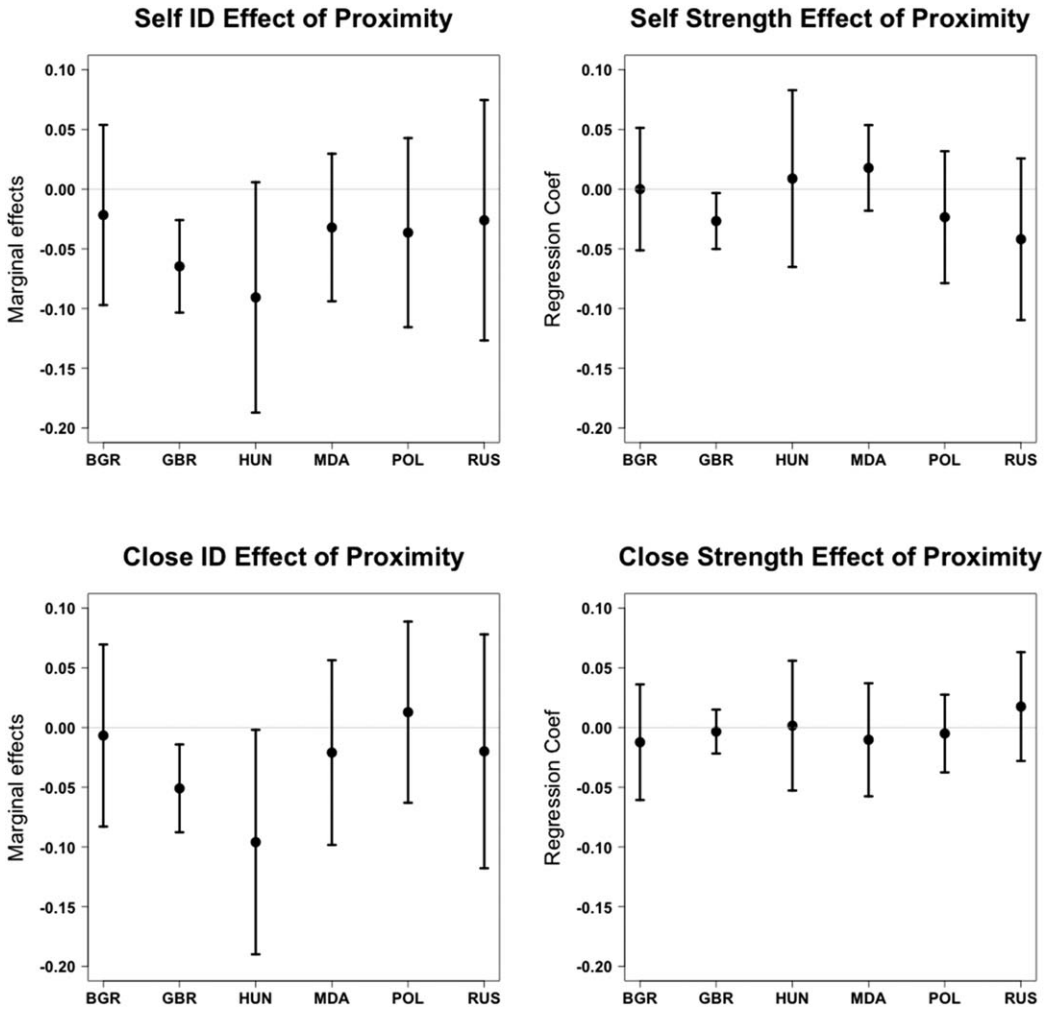 Self ID Effect of Proximity
Marginal effects
0.10
0.05
0.00
-0.05
-0.10
-0.15
-0.20
BGR GBR HUN MDA POL RUS
Self Strength Effect of Proximity
Regression Coef
0.10
0.05
0.00
-0.05
-0.10
-0.15
-0.20
BGR GBR HUN MDA POL RUS
Close ID Effect of Proximity
Marginal effects
0.10
0.05
0.00
-0.05
-0.10
-0.15
-0.20
BGR GBR HUN MDA POL RUS
Close Strength Effect of Proximity
Regression Coef
0.10
0.05
0.00
-0.05
-0.10
-0.15
-0.20
BGR GBR HUN MDA POL RUS